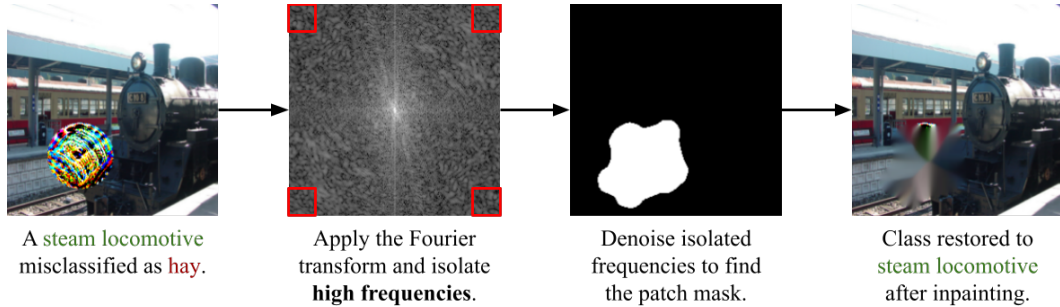 A steam locomotive
misclassified as hay.
Apply the Fourier
transform and isolate
high frequencies.
Denoise isolated
frequencies to find
the patch mask.
Class restored to
steam locomotive
after inpainting.